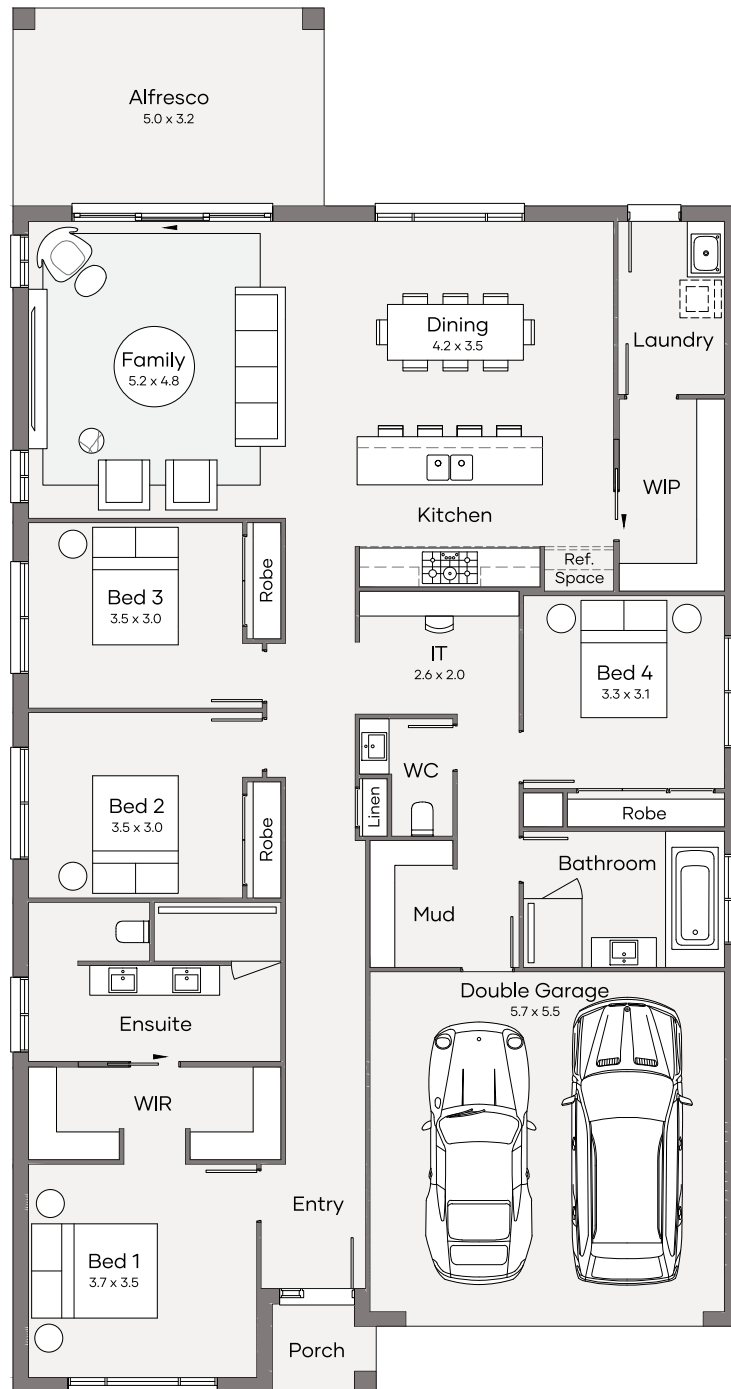 Alfresco
5.0 x 3.2
Family
5.2 x 4.8
Dining
4.2 x 3.5
Laundry
WIP
Kitchen
Ref.
Space
Bed 3
3.5 x 3.0
Robe
IT
2.6 x 2.0
Bed 4
3.3 x 3.1
WC
Linen
Robe
Bed 2
3.5 x 3.0
Robe
Bathroom
Mud
Double Garage
5.7 x 5.5
Ensuite
WIR
Entry
Bed 1
3.7 x 3.5
Porch